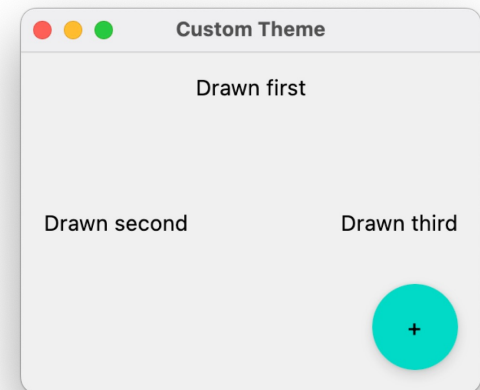 Custom Theme
Drawn first
Drawn second
Drawn third
+